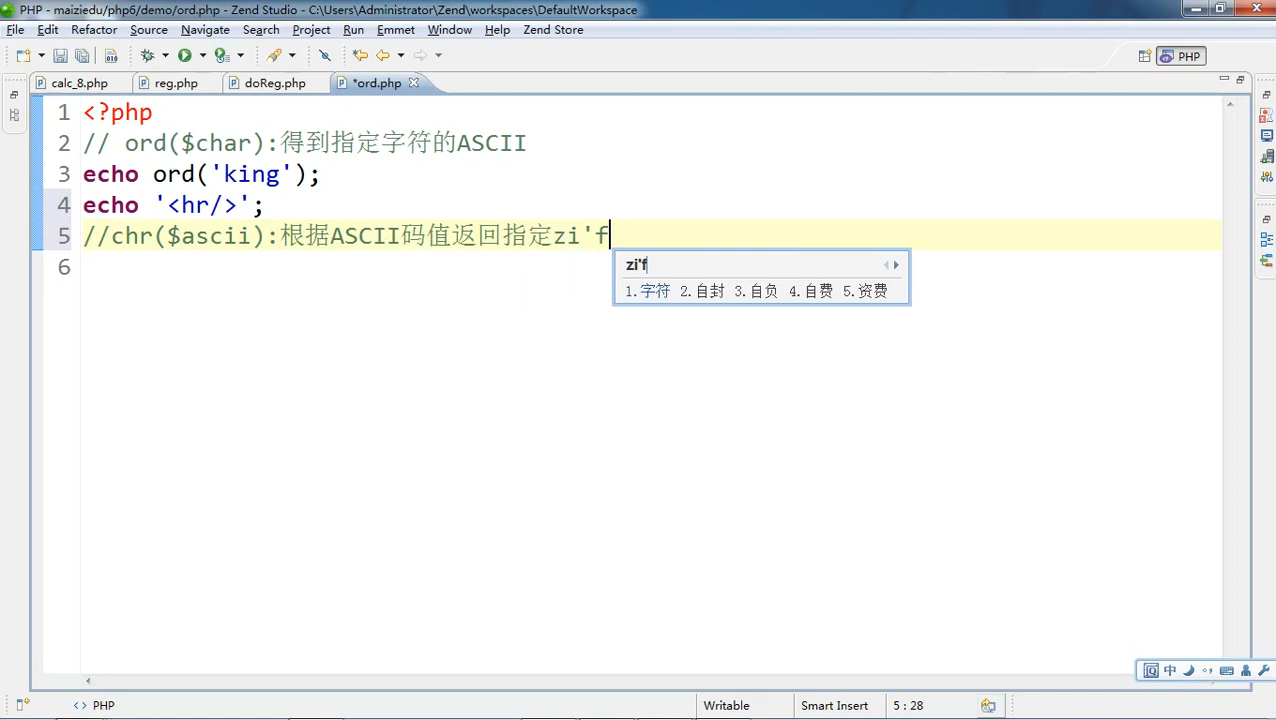 PHP - maiziedu/php6/demo/ord.php - Zend Studio - C:\Users\Administrator\Zend\workspaces\DefaultWorkspace
File Edit Refactor Source Navigate Search Project Run Emmet Window Help Zend Store
PHP
calc_8.php reg.php doReg.php *ord.php
1 <?php
2 // ord($char):得到指定字符的ASCII
3 echo ord('king');
4 echo '<hr/>';
5 //chr($ascii):根据ASCII码值返回指定zi'f
zi'f
6
1.字符 2.自封 3.自负 4.自费 5.资费
中
<> PHP Writable Smart Insert 5 : 28